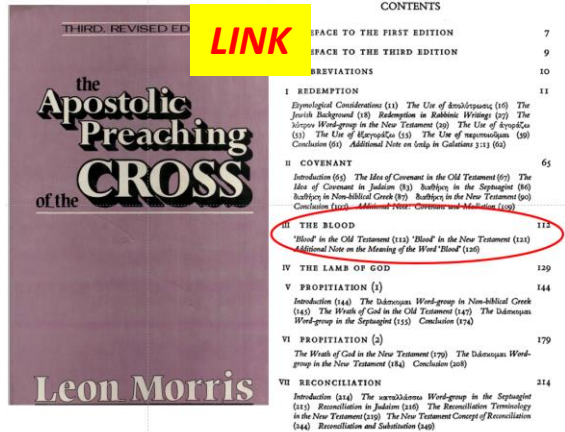 THIRD, REVISED ED
LINK
the
Apostolic
Preaching
of the CROSS
Leon Morris
CONTENTS
EFACE TO THE FIRST EDITION 7
EFACE TO THE THIRD EDITION 9
BREVIATIONS 10
I REDEMPTION 11
Etymological Considerations (11) The Use of ἀπολύτρωσις (16) The
Jewish Background (18) Redemption in Rabbinic Writings (27) The
λύτρον Word-group in the New Testament (29) The Use of ἀγοράζω
(53) The Use of ἐξαγοράζω (55) The Use of περιποιοῦμαι (59)
Conclusion (61) Additional Note on ὑπέρ in Galatians 3:13 (62)
II COVENANT 65
Introduction (65) The Idea of Covenant in the Old Testament (67) The
Idea of Covenant in Judaism (83) διαθήκη in the Septuagint (86)
διαθήκη in Non-biblical Greek (87) διαθήκη in the New Testament (90)
Conclusion (107) Additional Note: Covenant and Mediation (109)
III THE BLOOD 112
'Blood' in the Old Testament (112) 'Blood' in the New Testament (121)
Additional Note on the Meaning of the Word 'Blood' (126)
IV THE LAMB OF GOD 129
V PROPITIATION (1) 144
Introduction (144) The ἱλάσκομαι Word-group in Non-biblical Greek
(145) The Wrath of God in the Old Testament (147) The ἱλάσκομαι
Word-group in the Septuagint (155) Conclusion (174)
VI PROPITIATION (2) 179
The Wrath of God in the New Testament (179) The ἱλάσκομαι Word-
group in the New Testament (184) Conclusion (208)
VII RECONCILIATION 214
Introduction (214) The καταλλάσσω Word-group in the Septuagint
(215) Reconciliation in Judaism (216) The Reconciliation Terminology
in the New Testament (219) The New Testament Concept of Reconciliation
(244) Reconciliation and Substitution (249)